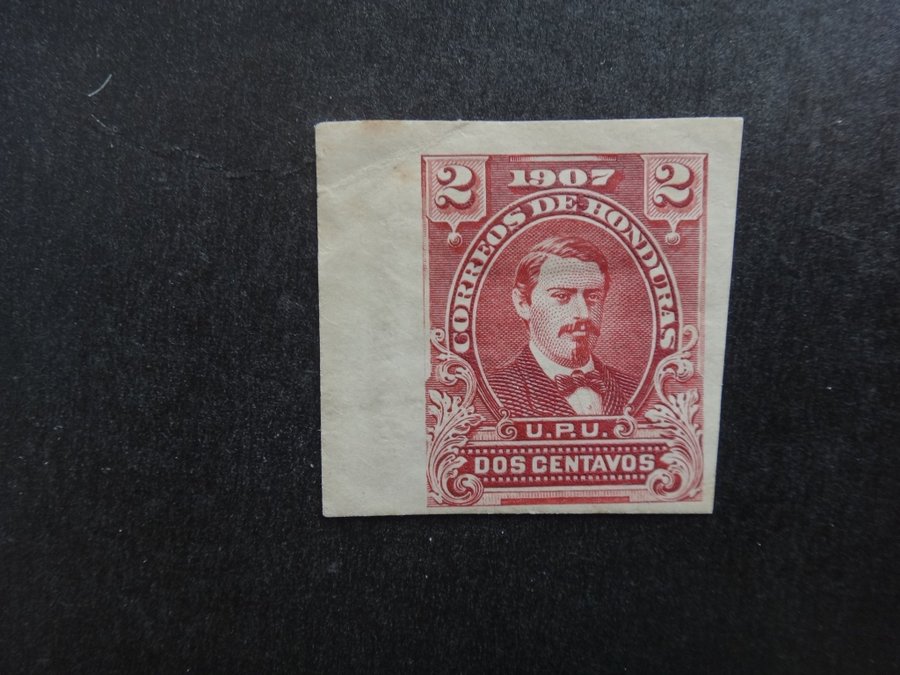 2 1907 2
CORREOS DE HONDURAS
U.P.U.
DOS CENTAVOS